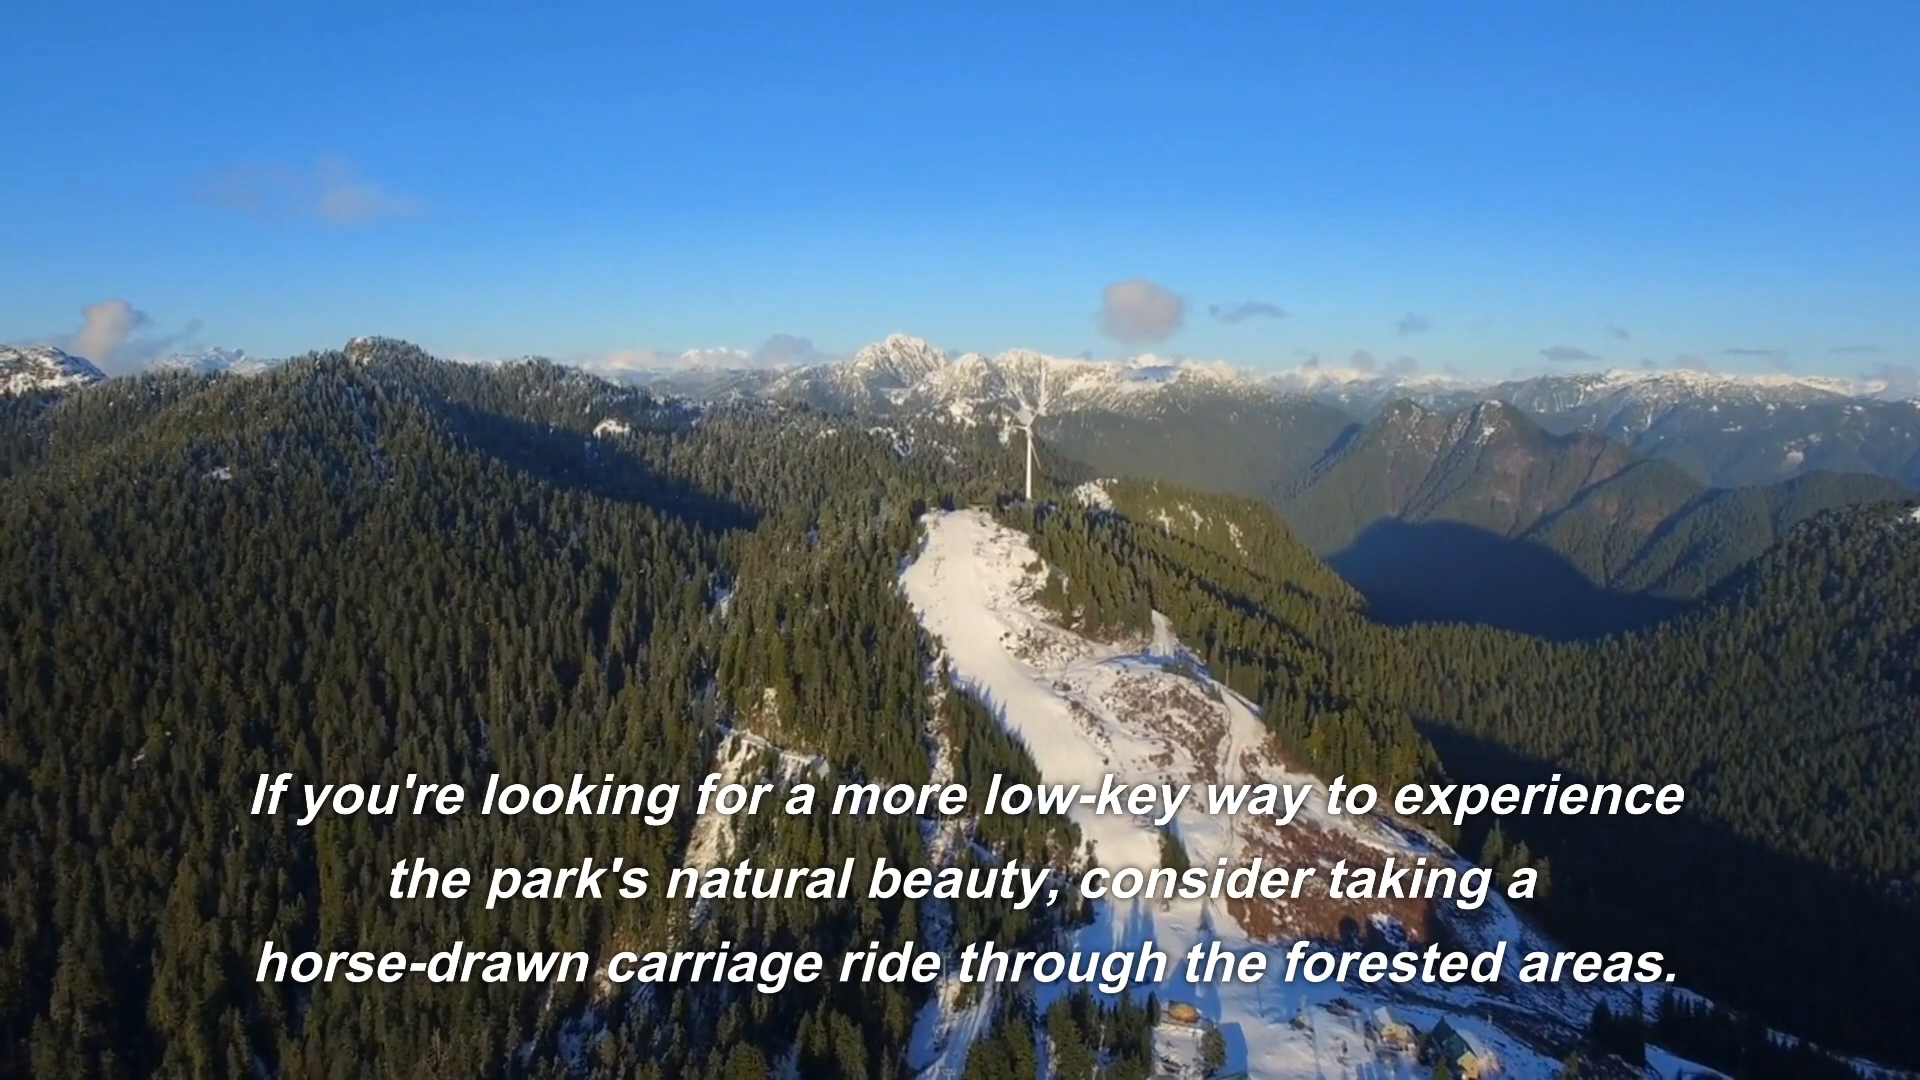 If you're looking for a more low-key way to experience
the park's natural beauty, consider taking a
horse-drawn carriage ride through the forested areas.